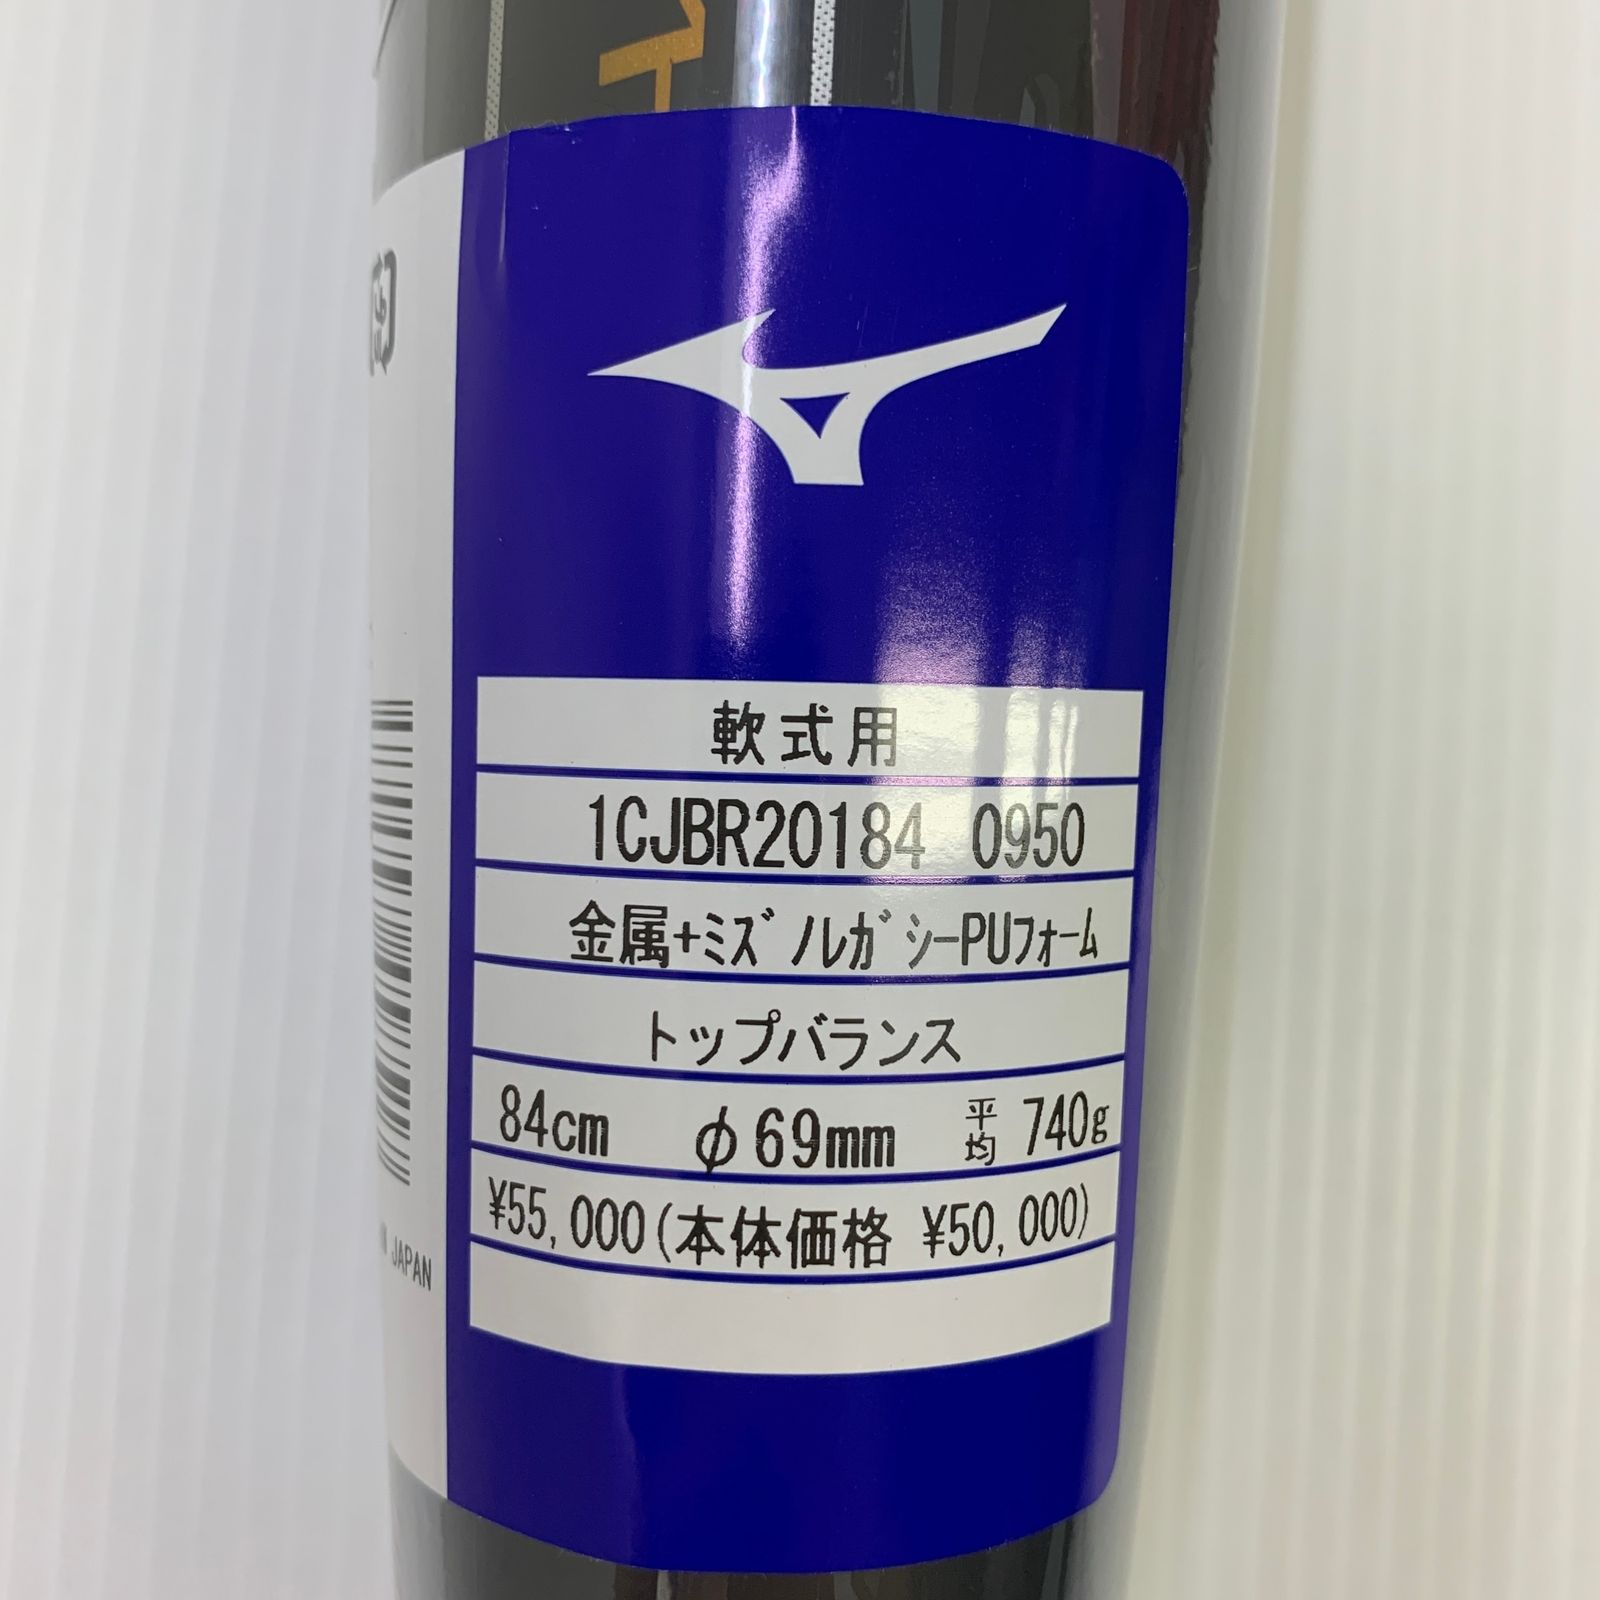 軟式用
1CJBR20184 0950
金属+ﾐｽﾞﾉﾚｶﾞｼｰPUﾌｫｰﾑ
トップバランス
84cm φ69mm 平均 740g
¥55,000(本体価格 ¥50,000)
JAPAN